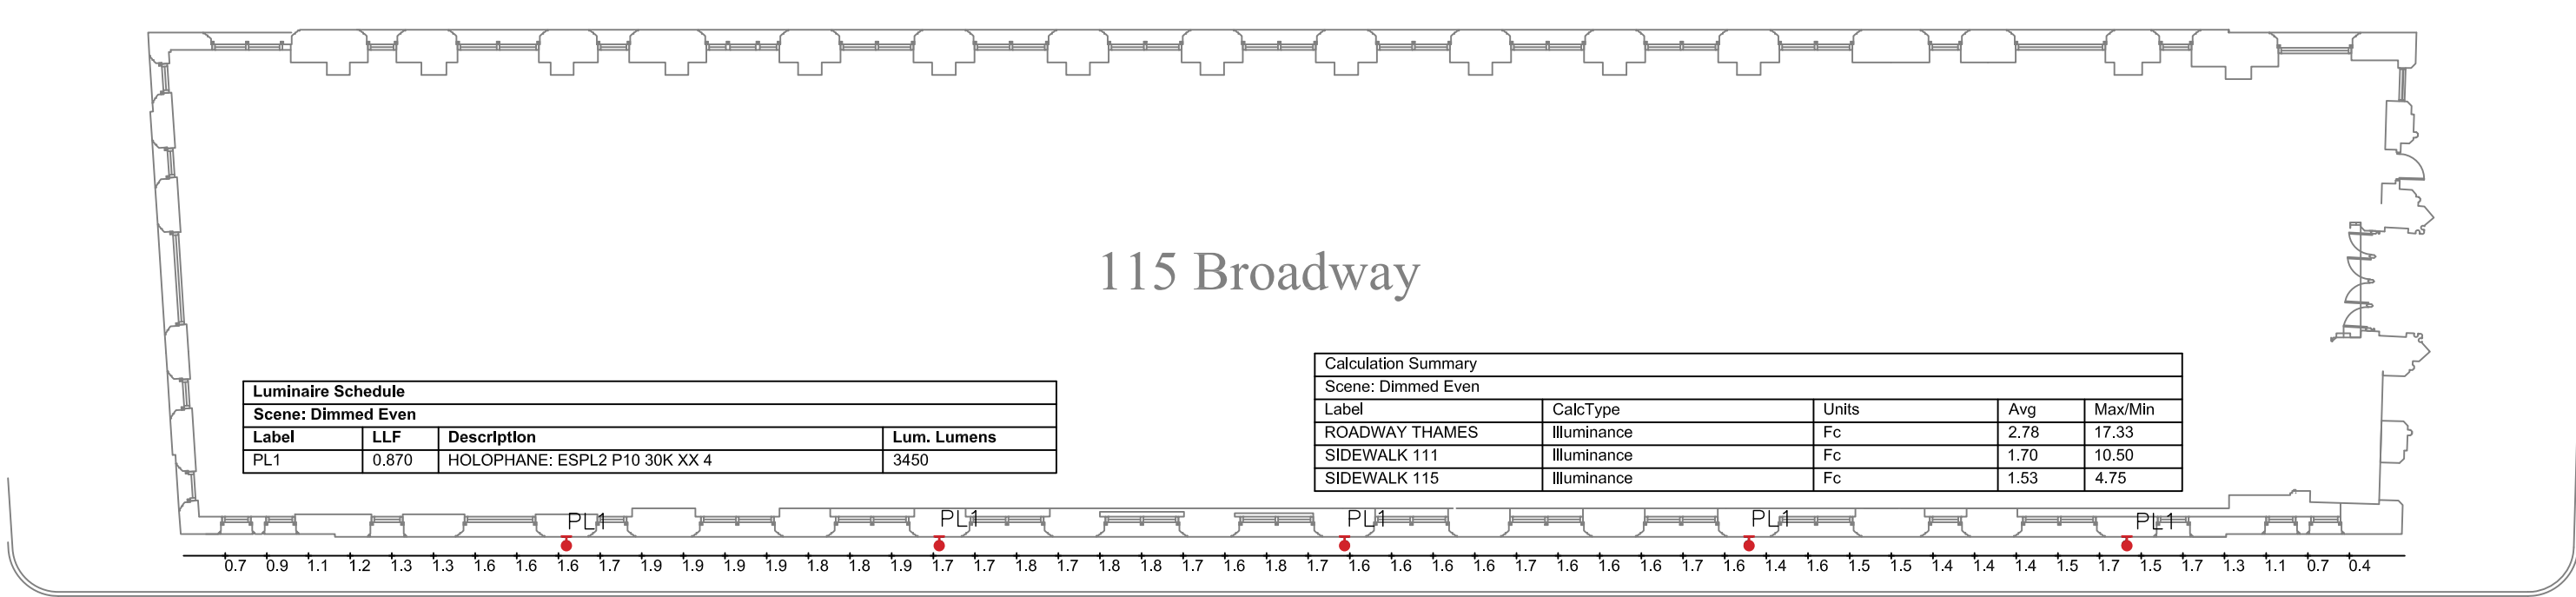 115 Broadway
Luminaire Schedule
Scene: Dimmed Even
Label LLF Description Lum. Lumens
PL1 0.870 HOLOPHANE: ESPL2 P10 30K XX 4 3450
Calculation Summary
Scene: Dimmed Even
Label CalcType Units Avg Max/Min
ROADWAY THAMES Illuminance Fc 2.78 17.33
SIDEWALK 111 Illuminance Fc 1.70 10.50
SIDEWALK 115 Illuminance Fc 1.53 4.75
PL1 PL1 PL1 PL1 PL1
0.7 0.9 1.1 1.2 1.3 1.3 1.6 1.6 1.6 1.7 1.9 1.9 1.9 1.9 1.8 1.8 1.9 1.7 1.7 1.8 1.7 1.8 1.8 1.7 1.6 1.8 1.7 1.6 1.6 1.6 1.6 1.7 1.6 1.6 1.6 1.7 1.6 1.4 1.6 1.5 1.5 1.4 1.4 1.4 1.5 1.7 1.5 1.7 1.3 1.1 0.7 0.4